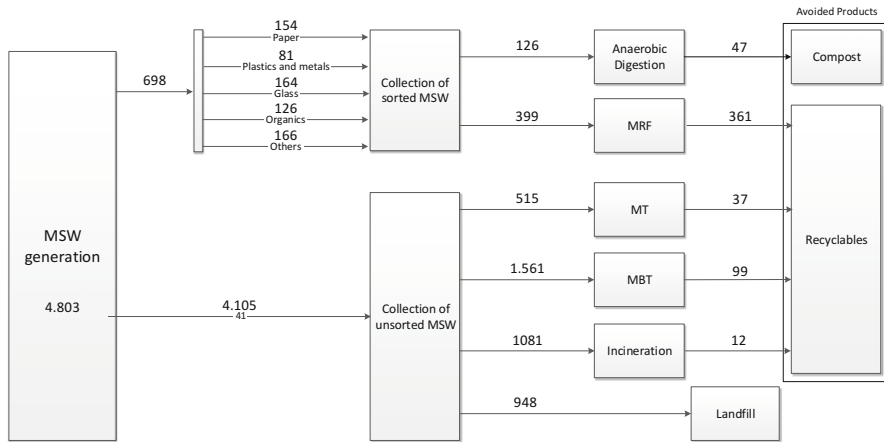 Avoided Products
154
Paper
81
Plastics and metals
164
Glass
126
Organics
166
Others
698
Collection of
sorted MSW
126
Anaerobic
Digestion
47
Compost
399
MRF
361
MSW
generation
4.803
4.105
41
Collection of
unsorted MSW
515
MT
37
Recyclables
1.561
MBT
99
1081
Incineration
12
948
Landfill